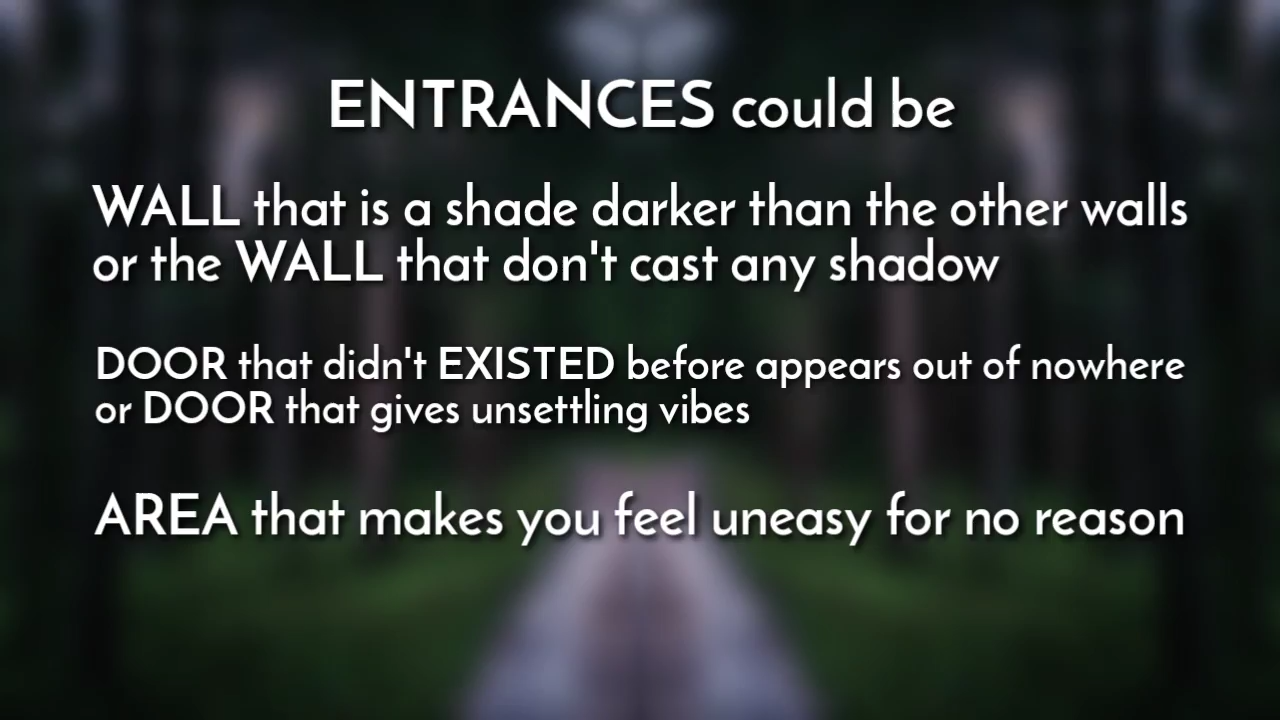 ENTRANCES could be
WALL that is a shade darker than the other walls
or the WALL that don't cast any shadow
DOOR that didn't EXISTED before appears out of nowhere
or DOOR that gives unsettling vibes
AREA that makes you feel uneasy for no reason